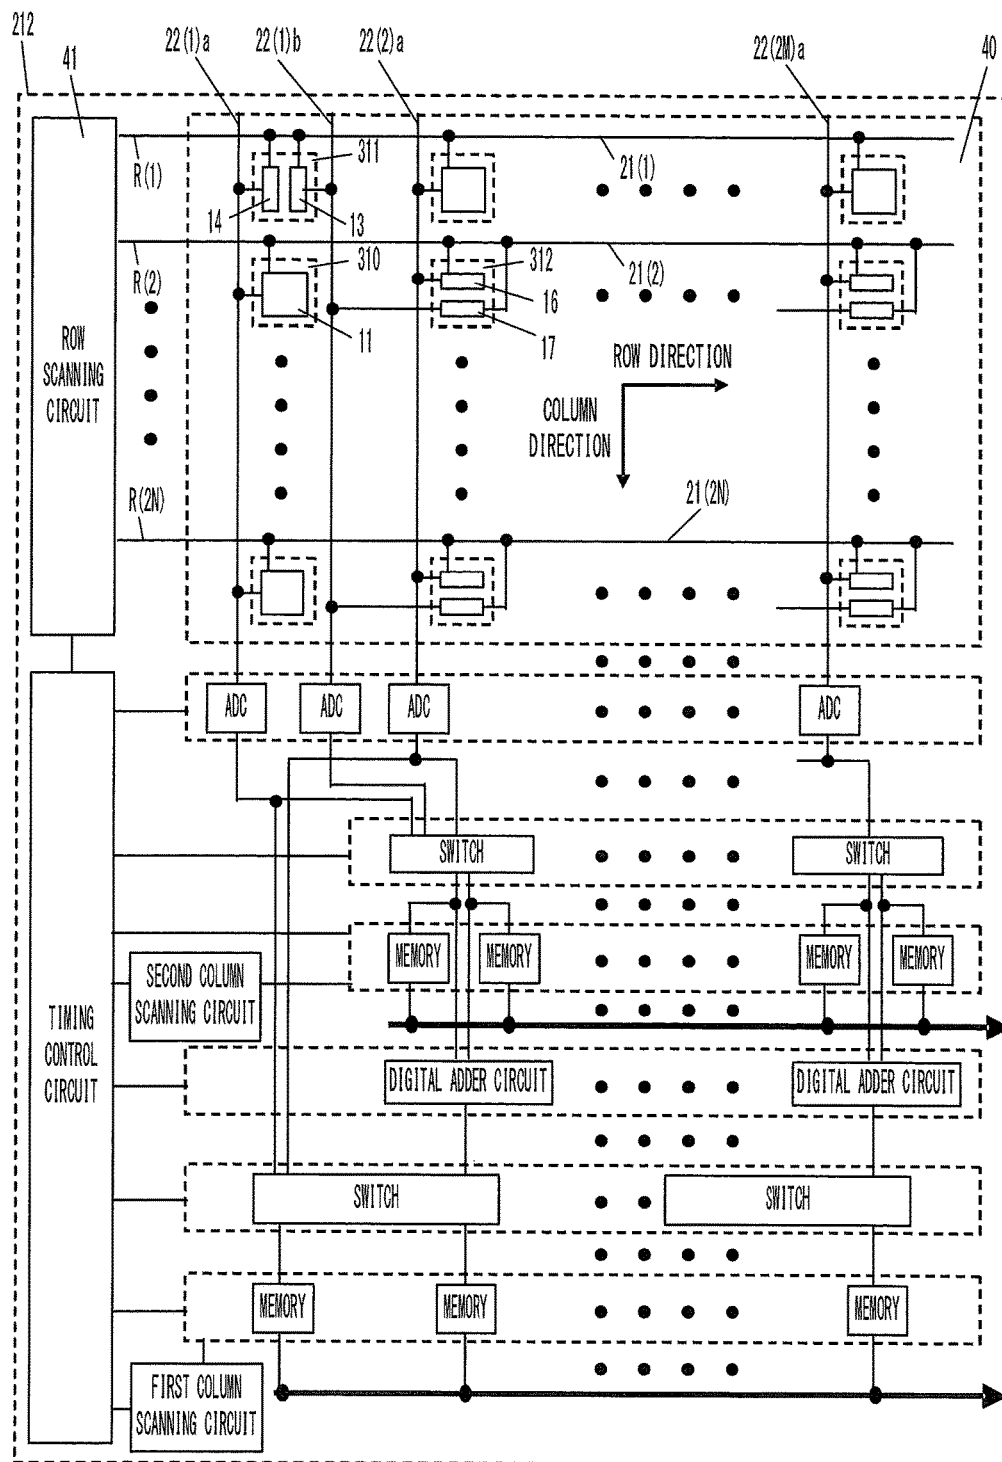 212
41
22(1)a
22(1)b
22(2)a
22(2M)a
40
R(1)
311
21(1)
14
13
R(2)
310
312
21(2)
16
11
17
ROW DIRECTION
COLUMN
DIRECTION
ROW
SCANNING
CIRCUIT
R(2N)
21(2N)
ADC
ADC
ADC
ADC
SWITCH
SWITCH
MEMORY
MEMORY
MEMORY
MEMORY
SECOND COLUMN
SCANNING CIRCUIT
TIMING
CONTROL
CIRCUIT
DIGITAL ADDER CIRCUIT
DIGITAL ADDER CIRCUIT
SWITCH
SWITCH
MEMORY
MEMORY
MEMORY
FIRST COLUMN
SCANNING CIRCUIT